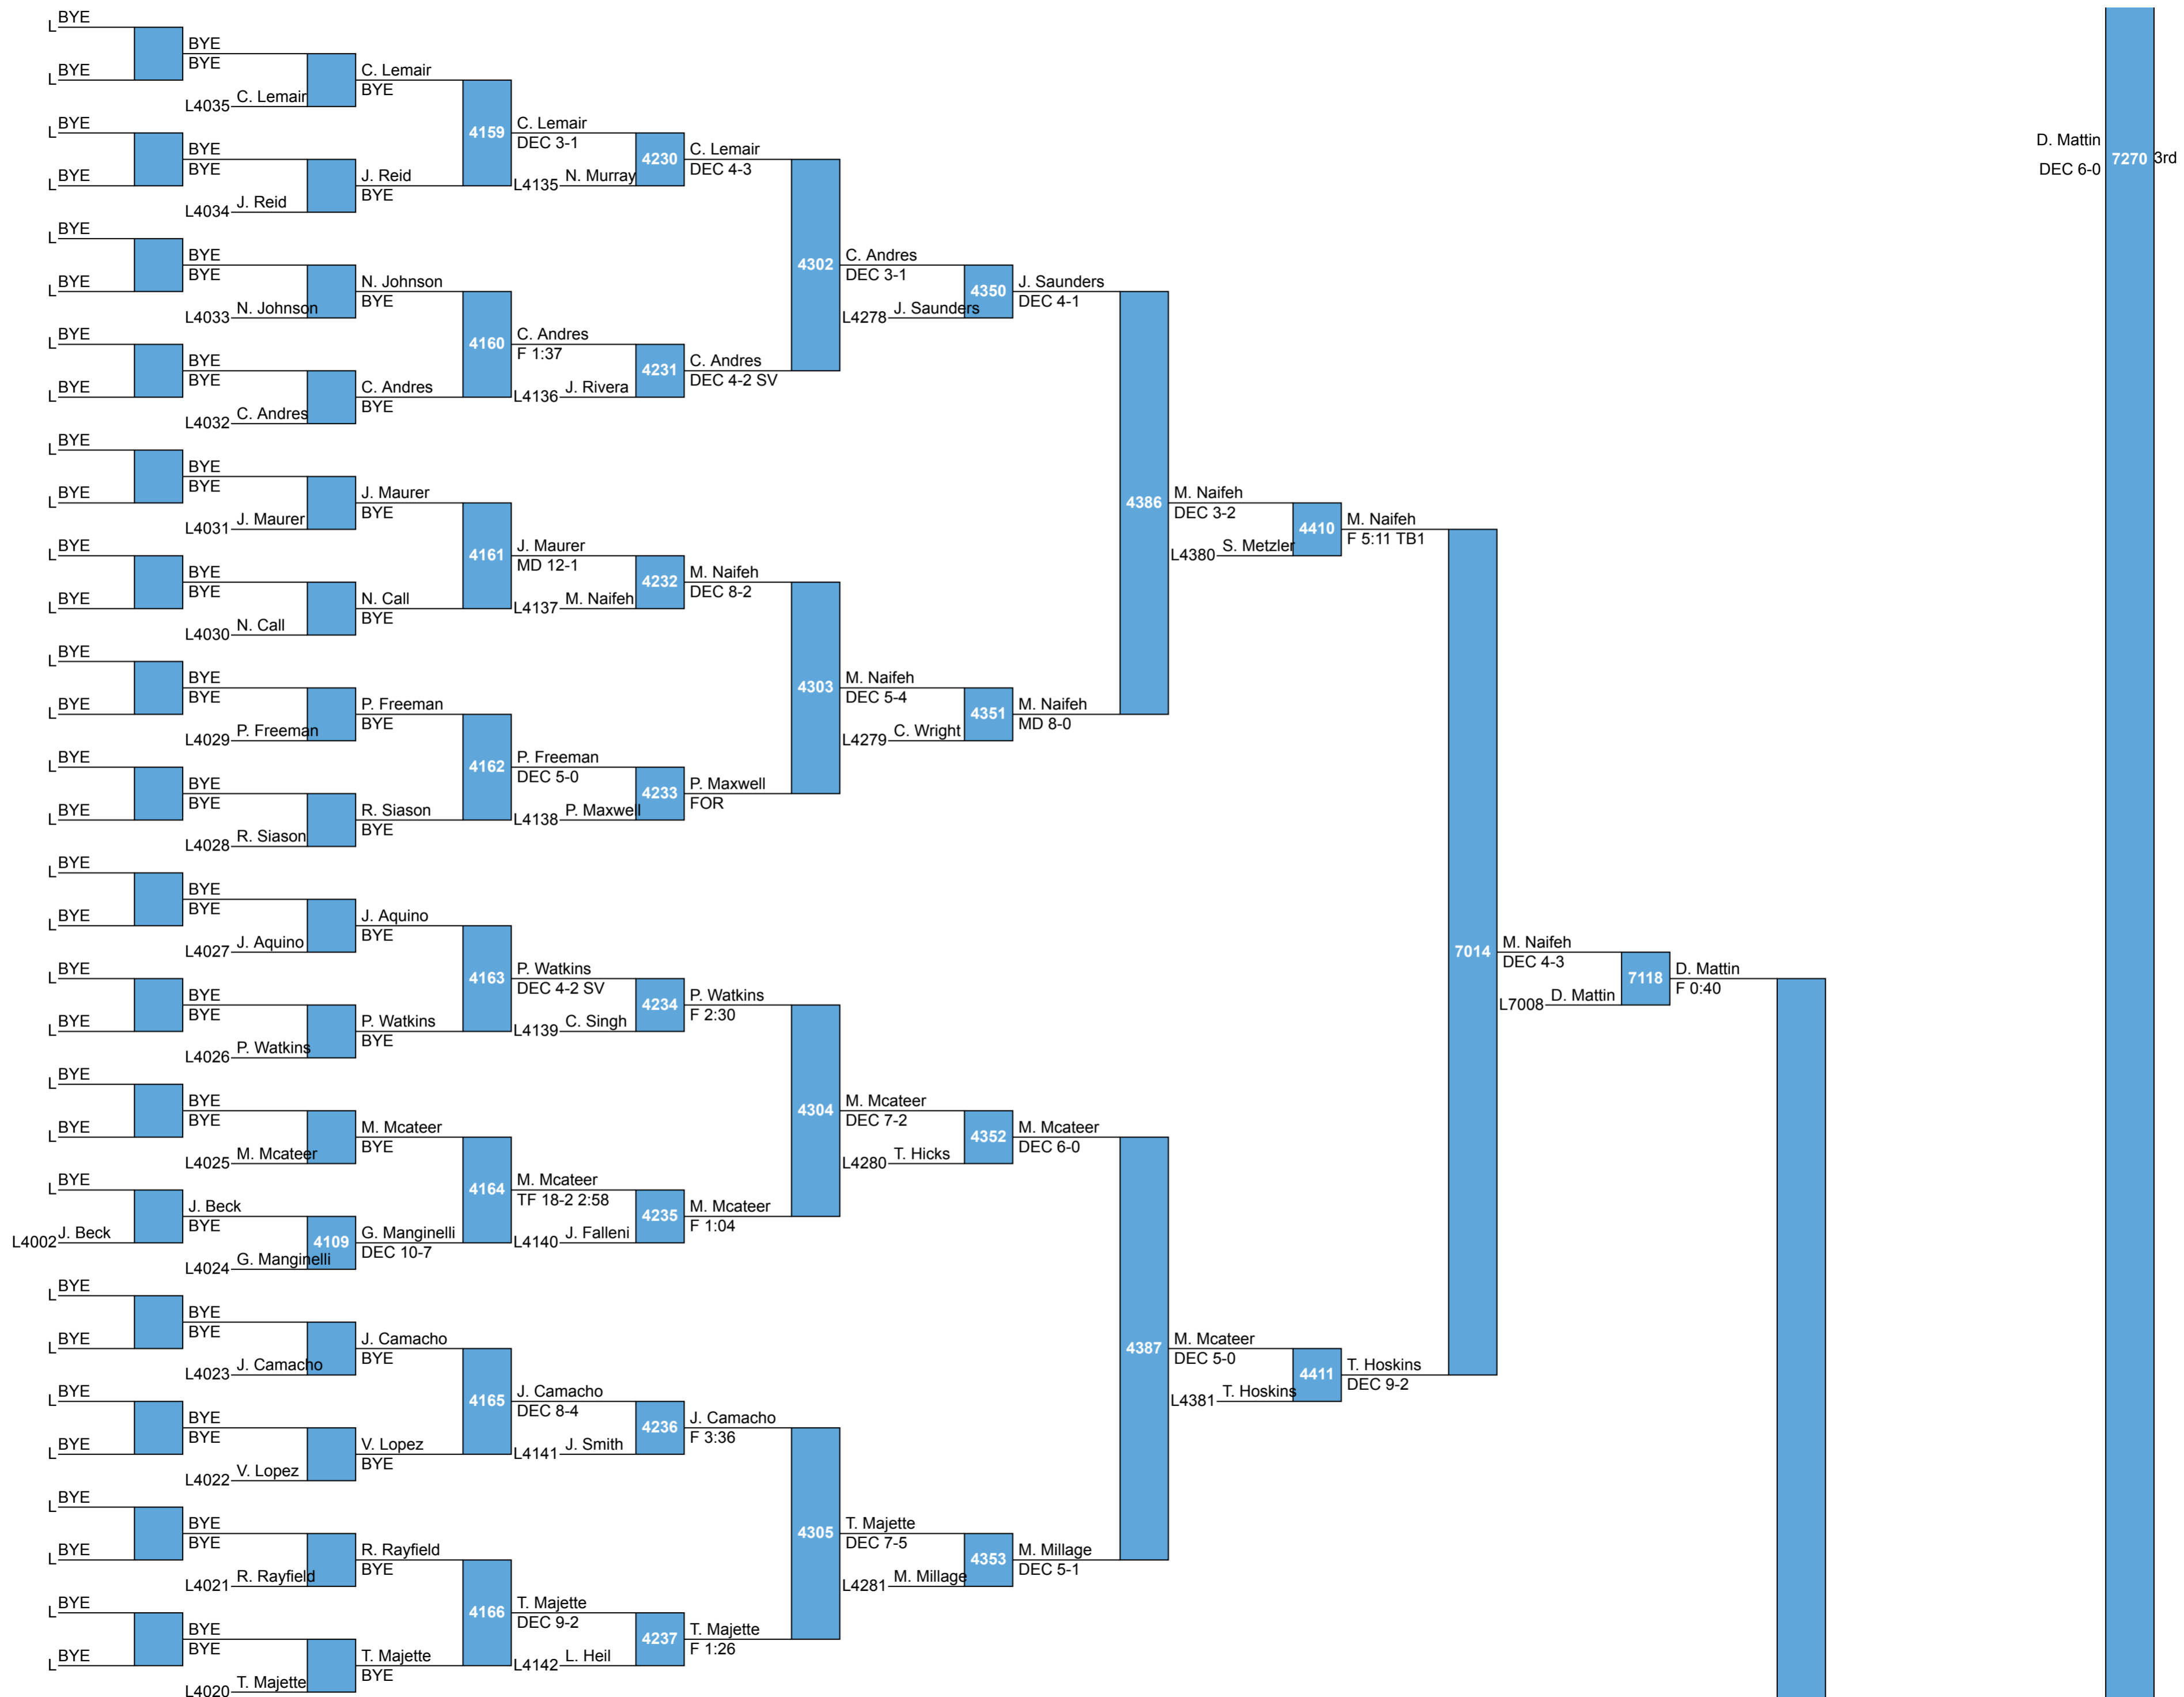 BYE
L
BYE
BYE
L BYE
C. Lemair
BYE
L4035 C. Lemair
L BYE
4159
C. Lemair
DEC 3-1
D. Mattin
BYE
BYE
4230
C. Lemair
DEC 4-3
7270 3rd
DEC 6-0
L BYE
J. Reid
BYE
L4135 N. Murray
L4034 J. Reid
L BYE
BYE
BYE
4302
C. Andres
DEC 3-1
L BYE
N. Johnson
BYE
4350
J. Saunders
DEC 4-1
L4033 N. Johnson
L4278 J. Saunders
L BYE
4160
C. Andres
F 1:37
BYE
BYE
4231
C. Andres
DEC 4-2 SV
L BYE
C. Andres
BYE
L4136 J. Rivera
L4032 C. Andres
L BYE
BYE
BYE
L BYE
J. Maurer
BYE
4386
M. Naifeh
DEC 3-2
L4031 J. Maurer
4410
M. Naifeh
F 5:11 TB1
L BYE
4161
J. Maurer
MD 12-1
L4380 S. Metzler
BYE
BYE
4232
M. Naifeh
DEC 8-2
L BYE
N. Call
BYE
L4137 M. Naifeh
L4030 N. Call
L BYE
BYE
BYE
4303
M. Naifeh
DEC 5-4
L BYE
P. Freeman
BYE
4351
M. Naifeh
MD 8-0
L4029 P. Freeman
L4279 C. Wright
L BYE
4162
P. Freeman
DEC 5-0
BYE
BYE
4233
P. Maxwell
FOR
L BYE
R. Siason
BYE
L4138 P. Maxwell
L4028 R. Siason
L BYE
BYE
BYE
L BYE
J. Aquino
BYE
L4027 J. Aquino
7014
M. Naifeh
DEC 4-3
L BYE
4163
P. Watkins
DEC 4-2 SV
7118
D. Mattin
F 0:40
BYE
BYE
4234
P. Watkins
F 2:30
L7008 D. Mattin
L BYE
P. Watkins
BYE
L4139 C. Singh
L4026 P. Watkins
L BYE
BYE
BYE
4304
M. Mcateer
DEC 7-2
L BYE
M. Mcateer
BYE
4352
M. Mcateer
DEC 6-0
L4025 M. Mcateer
L4280 T. Hicks
L BYE
4164
M. Mcateer
TF 18-2 2:58
J. Beck
BYE
4235
M. Mcateer
F 1:04
L4002 J. Beck
4109
G. Manginelli
DEC 10-7
L4140 J. Falleni
L4024 G. Manginelli
L BYE
BYE
BYE
L BYE
J. Camacho
BYE
4387
M. Mcateer
DEC 5-0
L4023 J. Camacho
4411
T. Hoskins
DEC 9-2
L BYE
4165
J. Camacho
DEC 8-4
L4381 T. Hoskins
BYE
BYE
4236
J. Camacho
F 3:36
L BYE
V. Lopez
BYE
L4141 J. Smith
L4022 V. Lopez
L BYE
BYE
BYE
4305
T. Majette
DEC 7-5
L BYE
R. Rayfield
BYE
4353
M. Millage
DEC 5-1
L4021 R. Rayfield
L4281 M. Millage
L BYE
4166
T. Majette
DEC 9-2
BYE
BYE
4237
T. Majette
F 1:26
L BYE
T. Majette
BYE
L4142 L. Heil
L4020 T. Majette